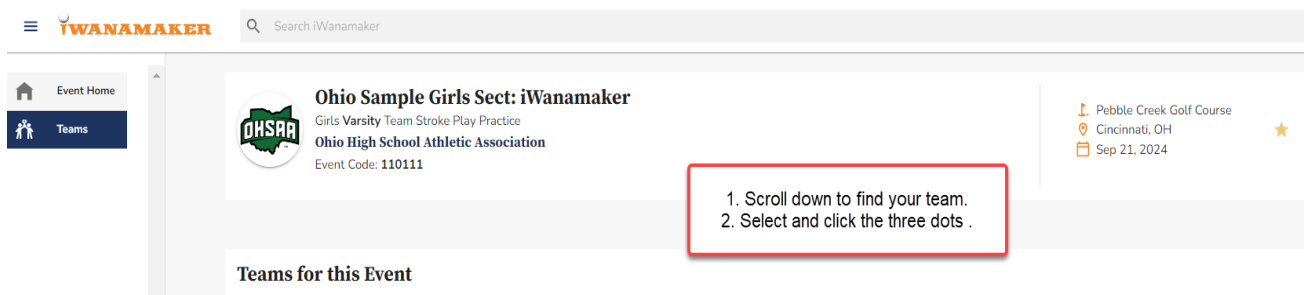 iWANAMAKER
Search iWanamaker
Event Home
Teams
OHSAA
Ohio Sample Girls Sect: iWanamaker
Girls Varsity Team Stroke Play Practice
Ohio High School Athletic Association
Event Code: 110111
Pebble Creek Golf Course
Cincinnati, OH
Sep 21, 2024
1. Scroll down to find your team.
2. Select and click the three dots .
Teams for this Event